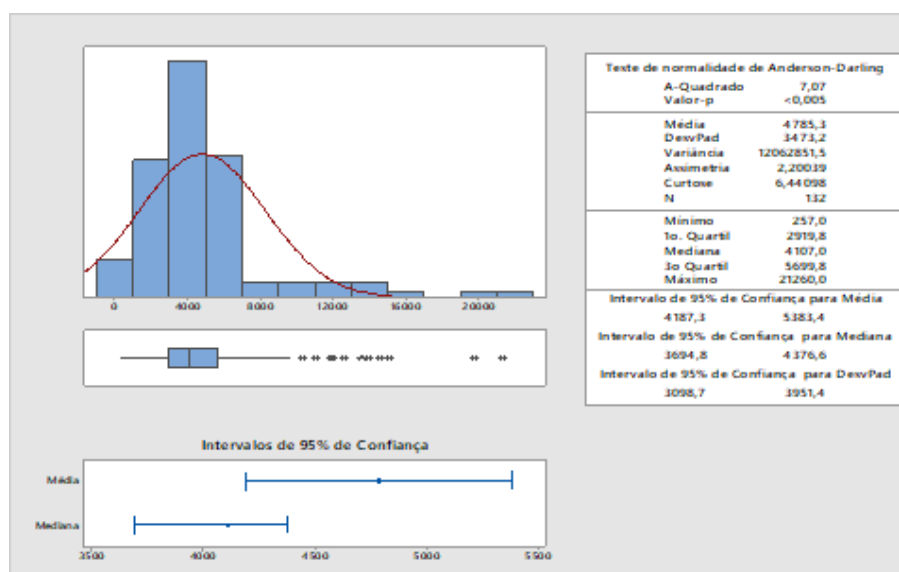 Teste de normalidade de Anderson-Darling
A-Quadrado 7,07
Valor-p <0,005
Média 4785,3
DesvPad 3473,2
Variância 12062851,5
Assimetria 2,20039
Curtose 6,44098
N 132
Mínimo 257,0
1o. Quartil 2919,8
Mediana 4107,0
3o Quartil 5699,8
Máximo 21260,0
Intervalo de 95% de Confiança para Média
4187,3 5383,4
Intervalo de 95% de Confiança para Mediana
3694,8 4376,6
Intervalo de 95% de Confiança para DesvPad
3098,7 3951,4
0 4000 8000 12000 16000 20000
Intervalos de 95% de Confiança
Média
Mediana
3500 4000 4500 5000 5500